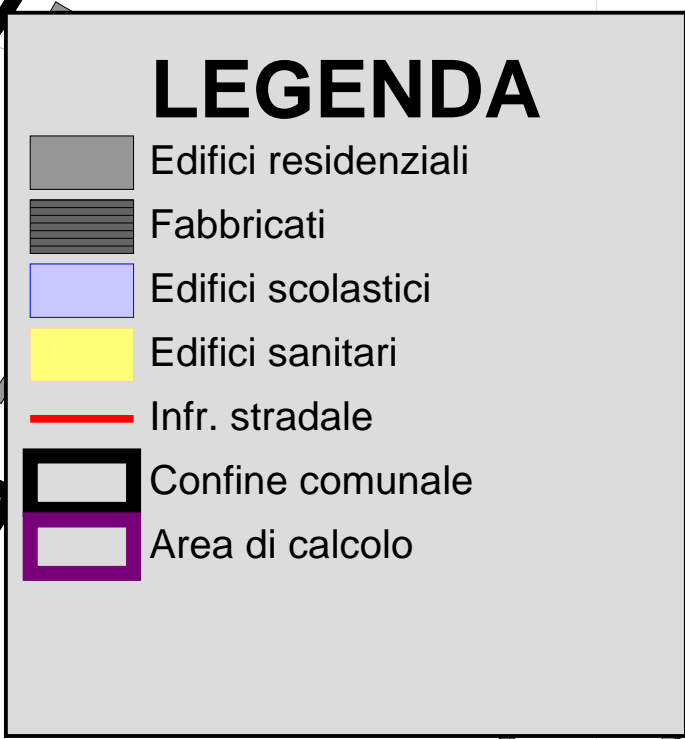 LEGENDA
Edifici residenziali
Fabbricati
Edifici scolastici
Edifici sanitari
Infr. stradale
Confine comunale
Area di calcolo